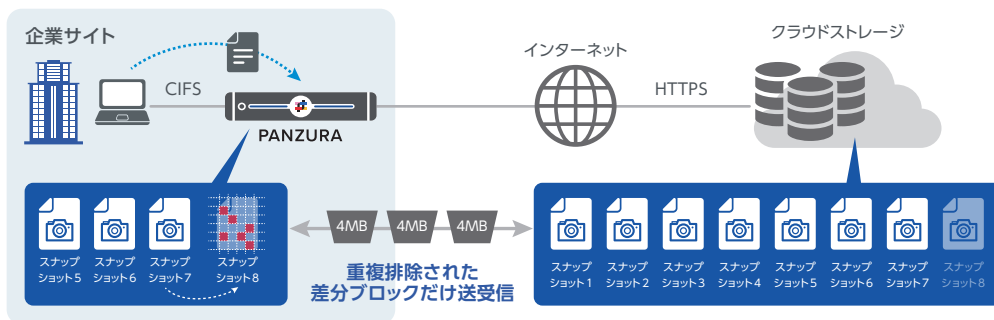 企業サイト
CIFS
PANZURA
インターネット
HTTPS
クラウドストレージ
スナップ
ショット5
スナップ
ショット6
スナップ
ショット7
スナップ
ショット8
4MB
4MB
4MB
重複排除された
差分ブロックだけ送受信
スナップ
ショット1
スナップ
ショット2
スナップ
ショット3
スナップ
ショット4
スナップ
ショット5
スナップ
ショット6
スナップ
ショット7
スナップ
ショット8